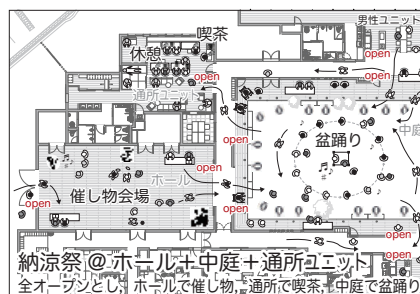 喫茶
男性ユニット
休憩
open
open
open
通所ユニット
open
盆踊り
中庭
open
ホール
催し物会場
open
open
open
open
納涼祭@ホール+中庭+通所ユニット
全オープンとし、ホールで催し物、通所で喫茶、中庭で盆踊り